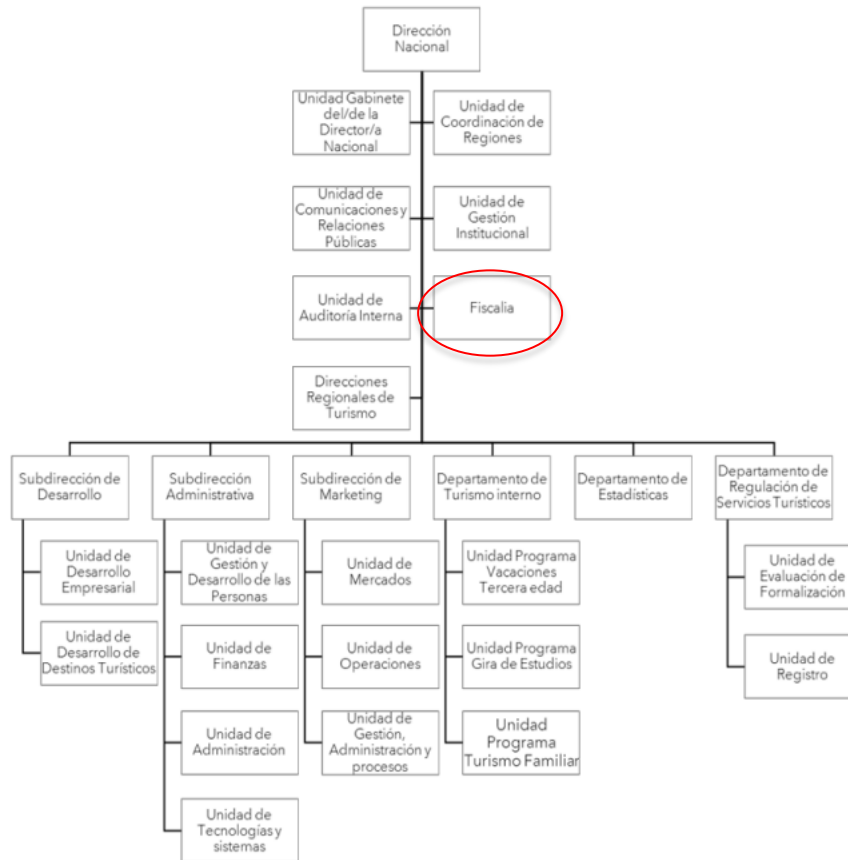 Dirección
Nacional
Unidad Gabinete
del/de la
Director/a
Nacional
Unidad de
Coordinación de
Regiones
Unidad de
Comunicaciones y
Relaciones
Públicas
Unidad de
Gestión
Institucional
Unidad de
Auditoría Interna
Fiscalia
Direcciones
Regionales de
Turismo
Subdirección de
Desarrollo
Subdirección
Administrativa
Subdirección de
Marketing
Departamento de
Turismo interno
Departamento de
Estadísticas
Departamento de
Regulación de
Servicios Turísticos
Unidad de
Desarrollo
Empresarial
Unidad de
Gestión y
Desarrollo de las
Personas
Unidad de
Mercados
Unidad Programa
Vacaciones
Tercera edad
Unidad de
Evaluación de
Formalización
Unidad de
Desarrollo de
Destinos Turísticos
Unidad de
Finanzas
Unidad de
Operaciones
Unidad Programa
Gira de Estudios
Unidad de
Registro
Unidad de
Administración
Unidad de
Gestión,
Administración y
procesos
Unidad
Programa
Turismo Familiar
Unidad de
Tecnologías y
sistemas